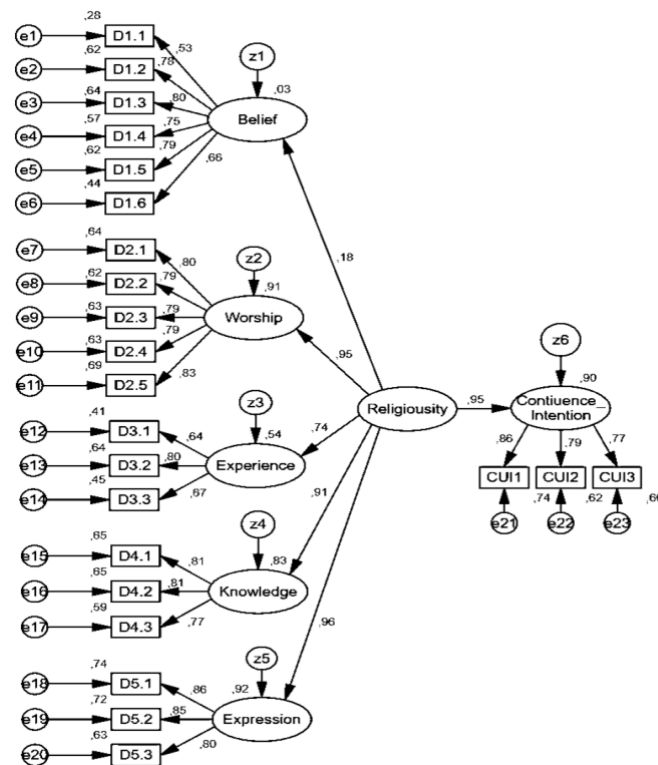 e1 ,28 D1.1 ,53
e2 ,62 D1.2 ,78
e3 ,64 D1.3 ,80
e4 ,57 D1.4 ,75
e5 ,62 D1.5 ,79
e6 ,44 D1.6 ,66
z1
,03
Belief
,18
e7 ,64 D2.1 ,80
e8 ,62 D2.2 ,79
e9 ,63 D2.3 ,79
e10 ,63 D2.4 ,79
e11 ,69 D2.5 ,83
z2
,91
Worship
,95
e12 ,41 D3.1 ,64
e13 ,64 D3.2 ,80
e14 ,45 D3.3 ,67
z3
,54
Experience
,74
e15 ,65 D4.1 ,81
e16 ,65 D4.2 ,81
e17 ,59 D4.3 ,77
z4
,83
Knowledge
,91
e18 ,74 D5.1 ,86
e19 ,72 D5.2 ,85
e20 ,63 D5.3 ,80
z5
,92
Expression
,96
Religiousity
,95
z6
,90
Contiuence_
Intention
,86 ,79 ,77
CUI1 CUI2 CUI3
,74 ,62 ,60
e21 e22 e23